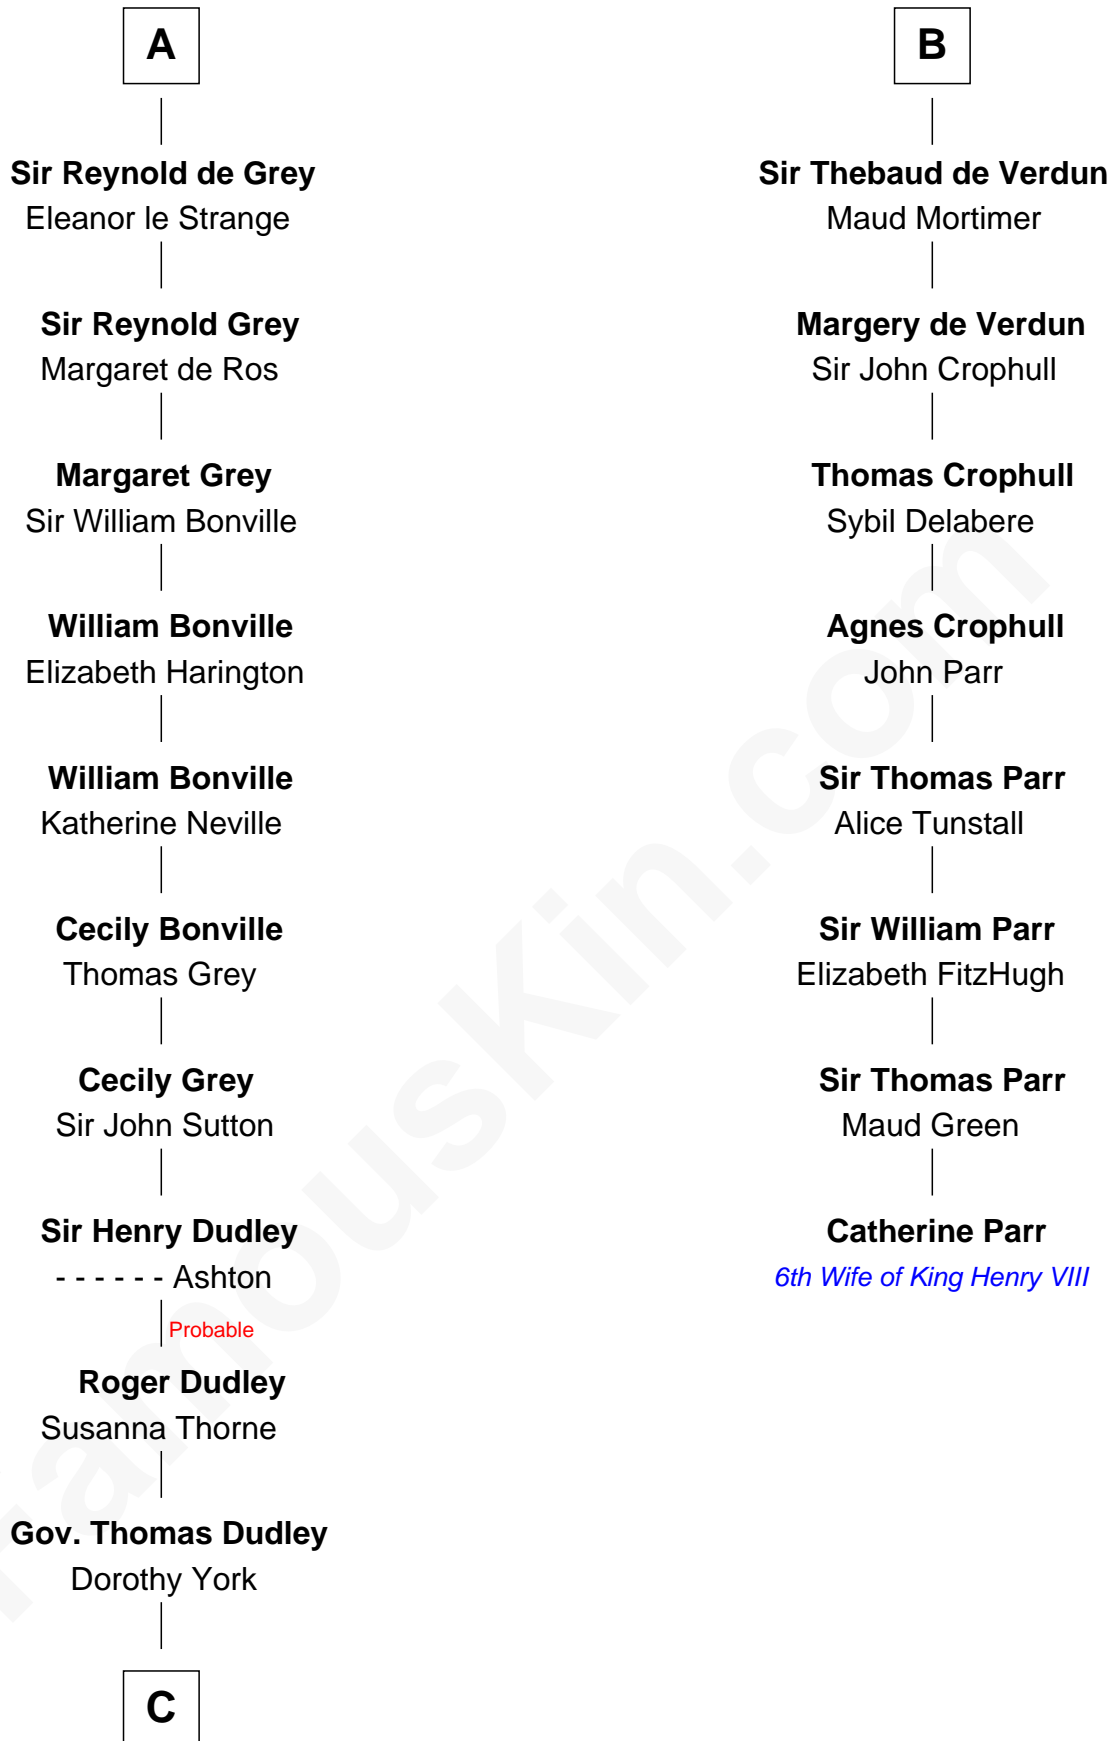 A
Sir Reynold de Grey
Eleanor le Strange
Sir Reynold Grey
Margaret de Ros
Margaret Grey
Sir William Bonville
William Bonville
Elizabeth Harington
William Bonville
Katherine Neville
Cecily Bonville
Thomas Grey
Cecily Grey
Sir John Sutton
Sir Henry Dudley
- - - - - - Ashton
Probable
Roger Dudley
Susanna Thorne
Gov. Thomas Dudley
Dorothy York
C
B
Sir Thebaud de Verdun
Maud Mortimer
Margery de Verdun
Sir John Crophull
Thomas Crophull
Sybil Delabere
Agnes Crophull
John Parr
Sir Thomas Parr
Alice Tunstall
Sir William Parr
Elizabeth FitzHugh
Sir Thomas Parr
Maud Green
Catherine Parr
6th Wife of King Henry VIII
FamousKin.com